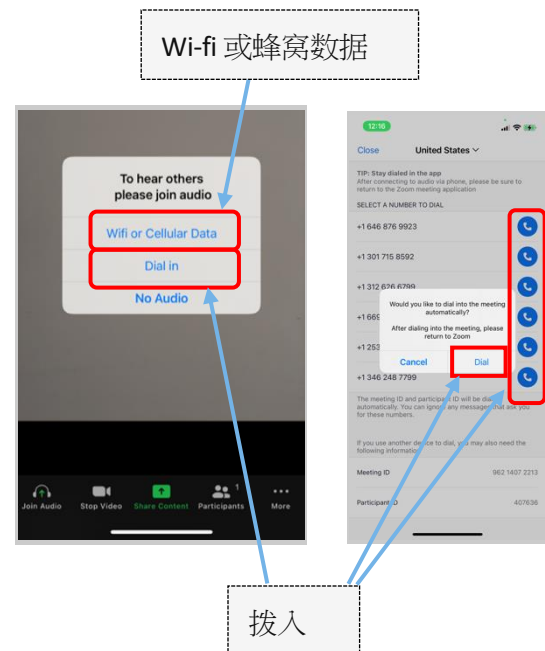 Wi-fi 或蜂窝数据
To hear others
please join audio
Wifi or Cellular Data
Dial in
No Audio
Join Audio
Stop Video
Share Content
1
Participants
More
12:16
Close
United States
TIP: Stay dialed in the app
After connecting to audio via phone, please be sure to
return to the Zoom meeting application
SELECT A NUMBER TO DIAL
+1 646 876 9923
+1 301 715 8592
+1 312 626 6799
+1 669
+1 253
+1 346 248 7799
Would you like to dial into the meeting
automatically?
After dialing into the meeting, please
return to Zoom
Cancel
Dial
The meeting ID and participant ID will be
automatically. You can ignore any messages that ask you
for these numbers.
If you use another device to dial, you may also need the
following information
Meeting ID
962 1407 2213
Participant ID
407636
拨入